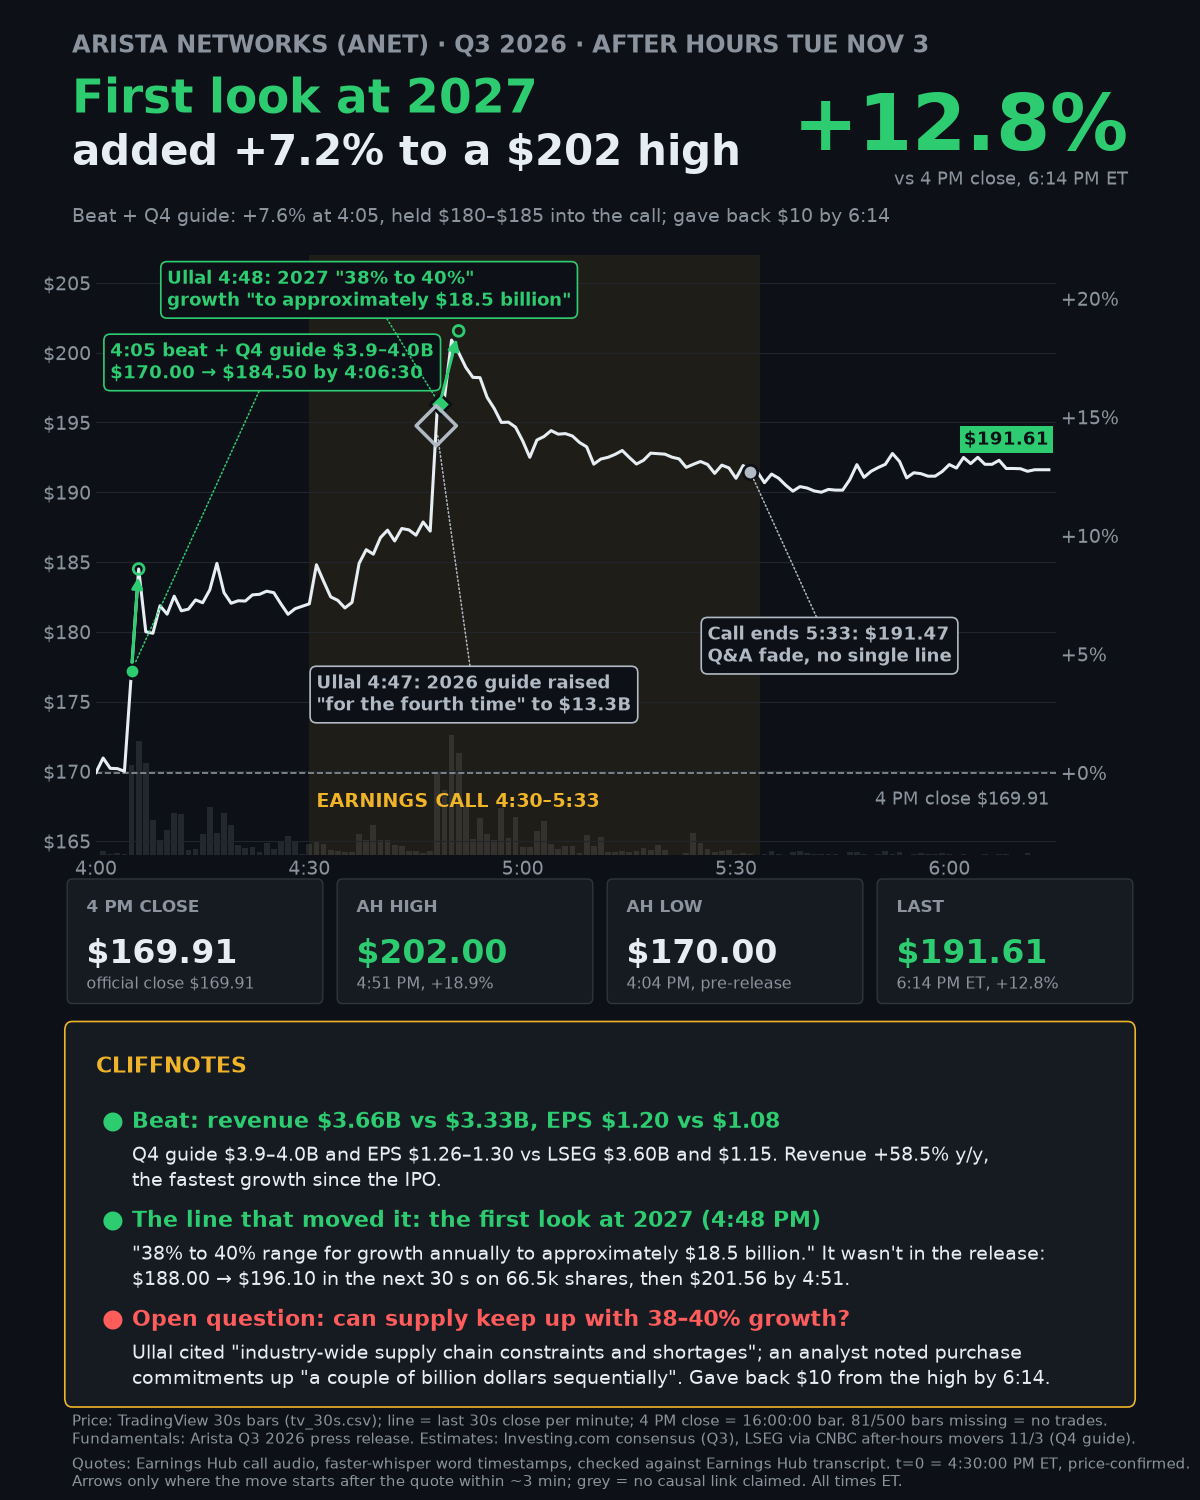 ARISTA NETWORKS (ANET) · Q3 2026 · AFTER HOURS TUE NOV 3
First look at 2027
added +7.2% to a $202 high
+12.8%
vs 4 PM close, 6:14 PM ET
Beat + Q4 guide: +7.6% at 4:05, held $180–$185 into the call; gave back $10 by 6:14
Ullal 4:48: 2027 "38% to 40%"
growth "to approximately $18.5 billion"
4:05 beat + Q4 guide $3.9–4.0B
$170.00 → $184.50 by 4:06:30
$205
$200
$195
$190
$185
$180
$175
$170
$165
+20%
+15%
+10%
+5%
+0%
$191.61
Call ends 5:33: $191.47
Q&A fade, no single line
Ullal 4:47: 2026 guide raised
"for the fourth time" to $13.3B
EARNINGS CALL 4:30–5:33
4 PM close $169.91
4:00
4:30
5:00
5:30
6:00
4 PM CLOSE
$169.91
official close $169.91
AH HIGH
$202.00
4:51 PM, +18.9%
AH LOW
$170.00
4:04 PM, pre-release
LAST
$191.61
6:14 PM ET, +12.8%
CLIFFNOTES
Beat: revenue $3.66B vs $3.33B, EPS $1.20 vs $1.08
Q4 guide $3.9–4.0B and EPS $1.26–1.30 vs LSEG $3.60B and $1.15. Revenue +58.5% y/y,
the fastest growth since the IPO.
The line that moved it: the first look at 2027 (4:48 PM)
"38% to 40% range for growth annually to approximately $18.5 billion." It wasn't in the release:
$188.00 → $196.10 in the next 30 s on 66.5k shares, then $201.56 by 4:51.
Open question: can supply keep up with 38–40% growth?
Ullal cited "industry-wide supply chain constraints and shortages"; an analyst noted purchase
commitments up "a couple of billion dollars sequentially". Gave back $10 from the high by 6:14.
Price: TradingView 30s bars (tv_30s.csv); line = last 30s close per minute; 4 PM close = 16:00:00 bar. 81/500 bars missing = no trades.
Fundamentals: Arista Q3 2026 press release. Estimates: Investing.com consensus (Q3), LSEG via CNBC after-hours movers 11/3 (Q4 guide).
Quotes: Earnings Hub call audio, faster-whisper word timestamps, checked against Earnings Hub transcript. t=0 = 4:30:00 PM ET, price-confirmed.
Arrows only where the move starts after the quote within ~3 min; grey = no causal link claimed. All times ET.